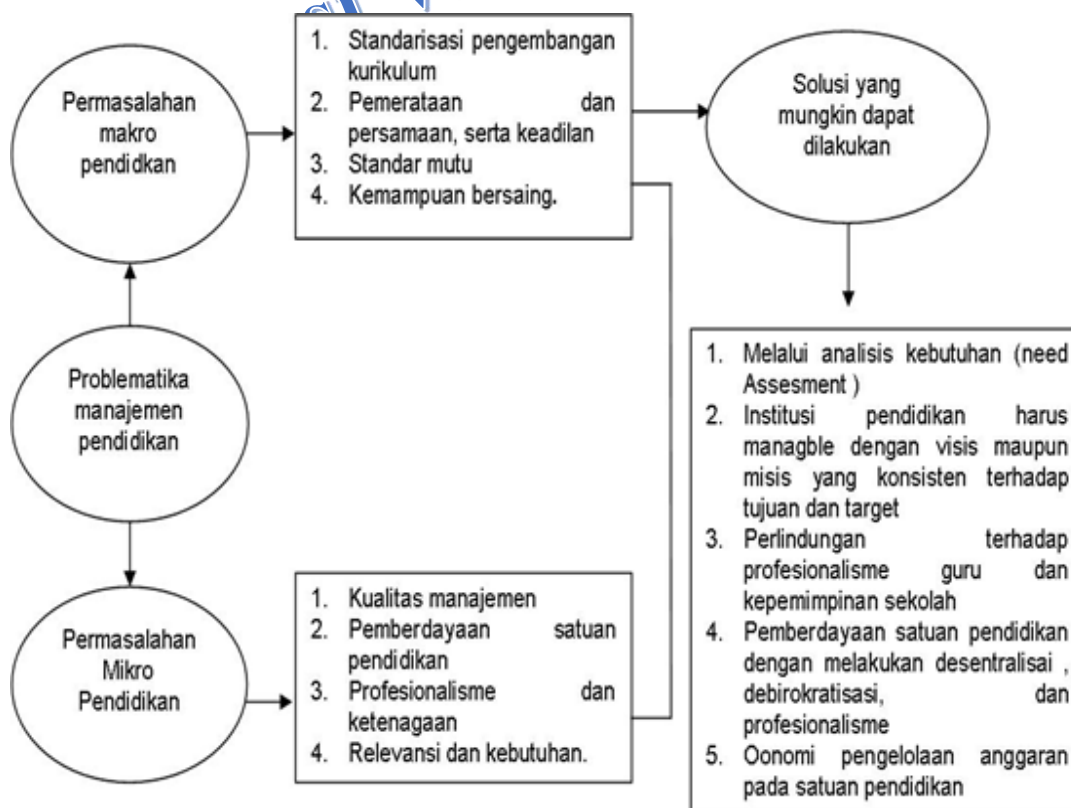 Permasalahan
makro
pendidkan
1. Standarisasi pengembangan
kurikulum
2. Pemerataan dan
persamaan, serta keadilan
3. Standar mutu
4. Kemampuan bersaing.
Solusi yang
mungkin dapat
dilakukan
Problematika
manajemen
pendidikan
Permasalahan
Mikro
Pendidikan
1. Kualitas manajemen
2. Pemberdayaan satuan
pendidikan
3. Profesionalisme dan
ketenagaan
4. Relevansi dan kebutuhan.
1. Melalui analisis kebutuhan (need
Assesment )
2. Institusi pendidikan harus
managble dengan visis maupun
misis yang konsisten terhadap
tujuan dan target
3. Perlindungan terhadap
profesionalisme guru dan
kepemimpinan sekolah
4. Pemberdayaan satuan pendidikan
dengan melakukan desentralisai ,
debirokratisasi, dan
profesionalisme
5. Oonomi pengelolaan anggaran
pada satuan pendidikan